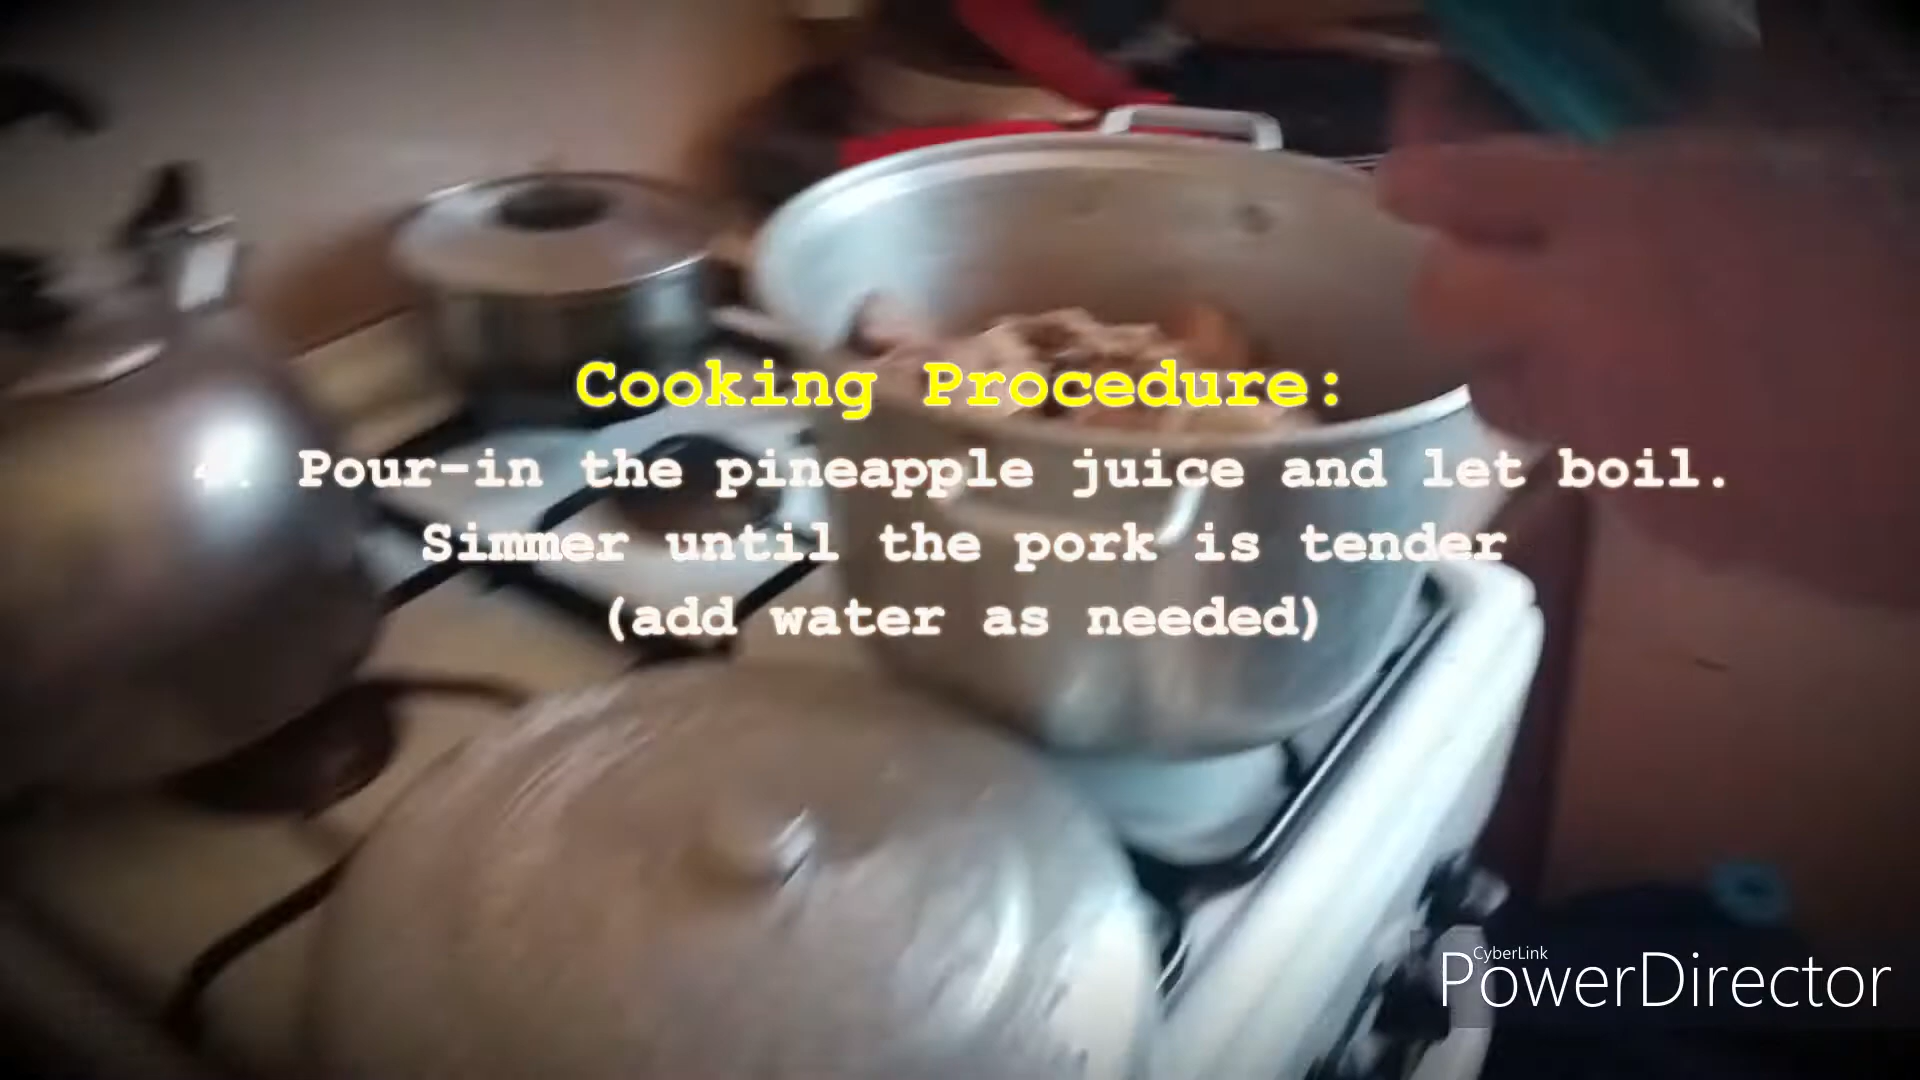 Cooking Procedure:
4. Pour-in the pineapple juice and let boil.
Simmer until the pork is tender
(add water as needed)
CyberLink
PowerDirector